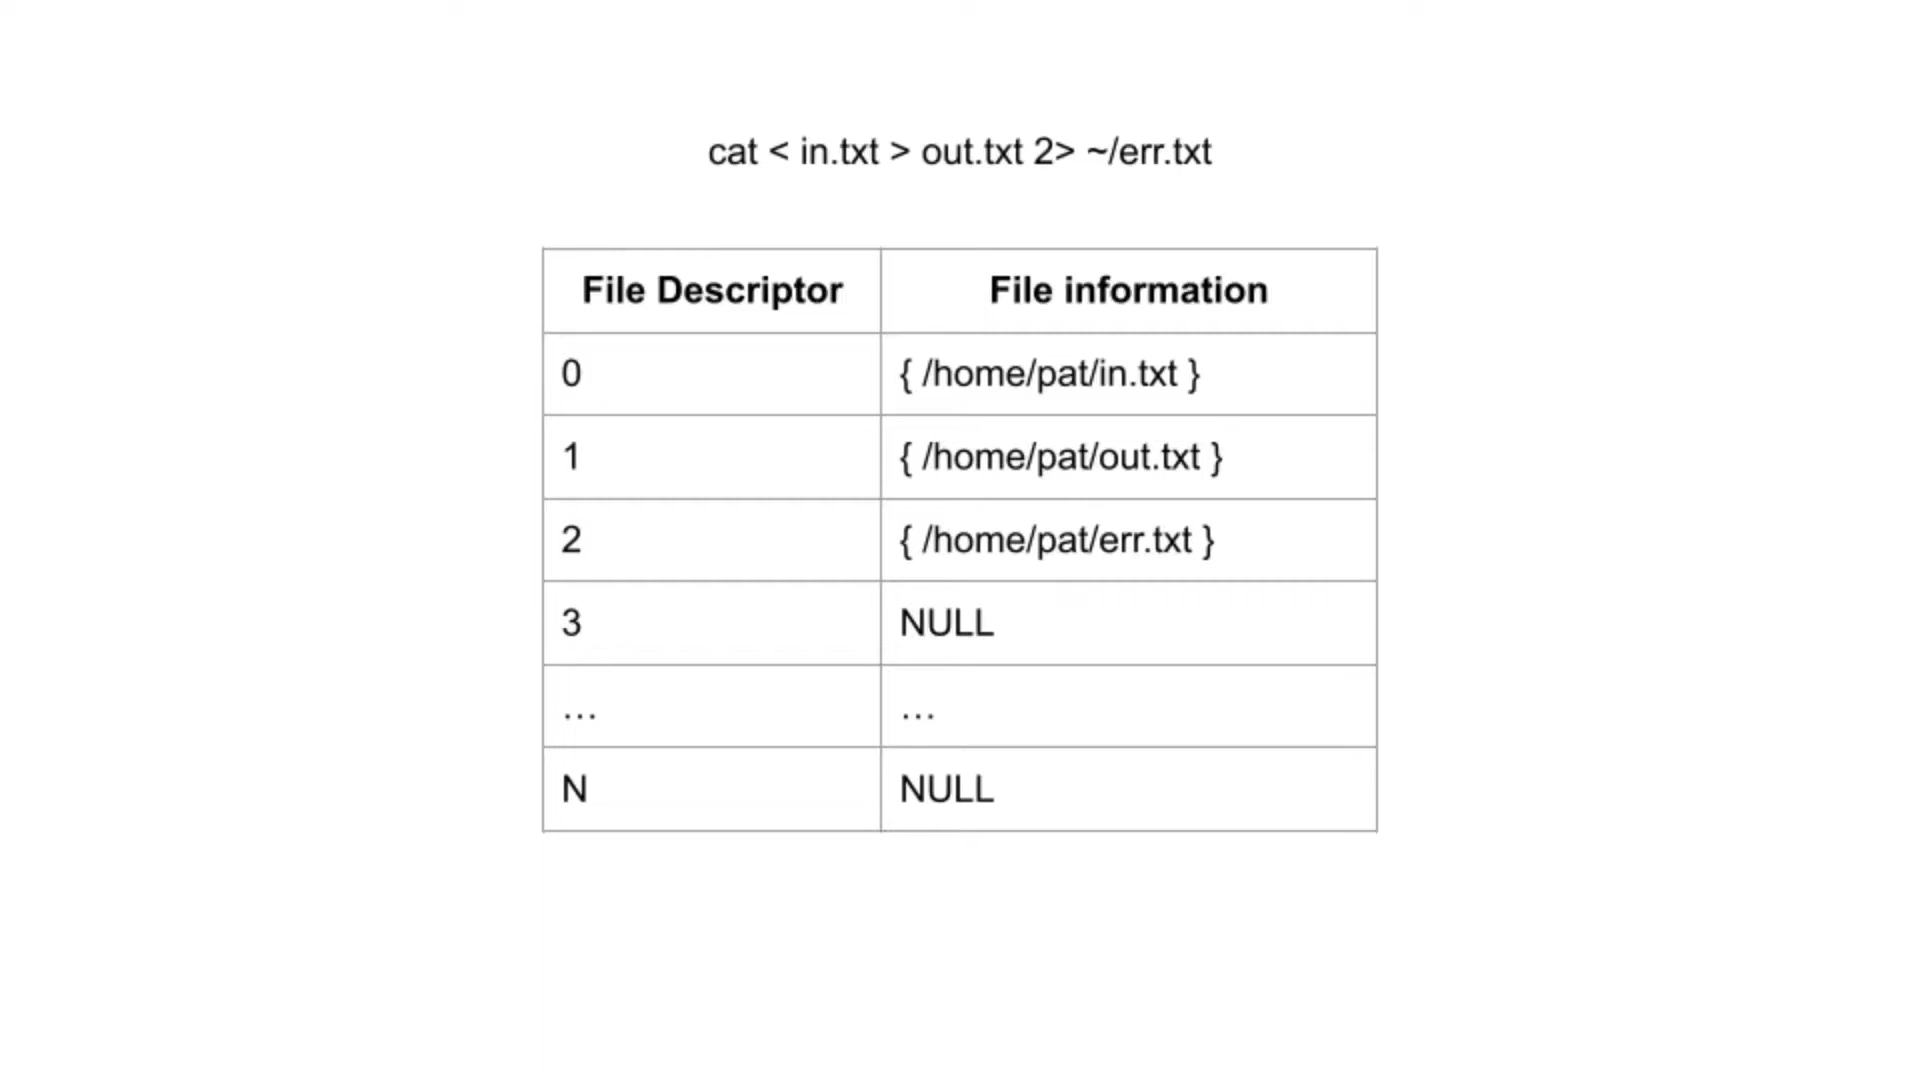 cat < in.txt > out.txt 2> ~/err.txt
File Descriptor File information
0 { /home/pat/in.txt }
1 { /home/pat/out.txt }
2 { /home/pat/err.txt }
3 NULL
... ...
N NULL